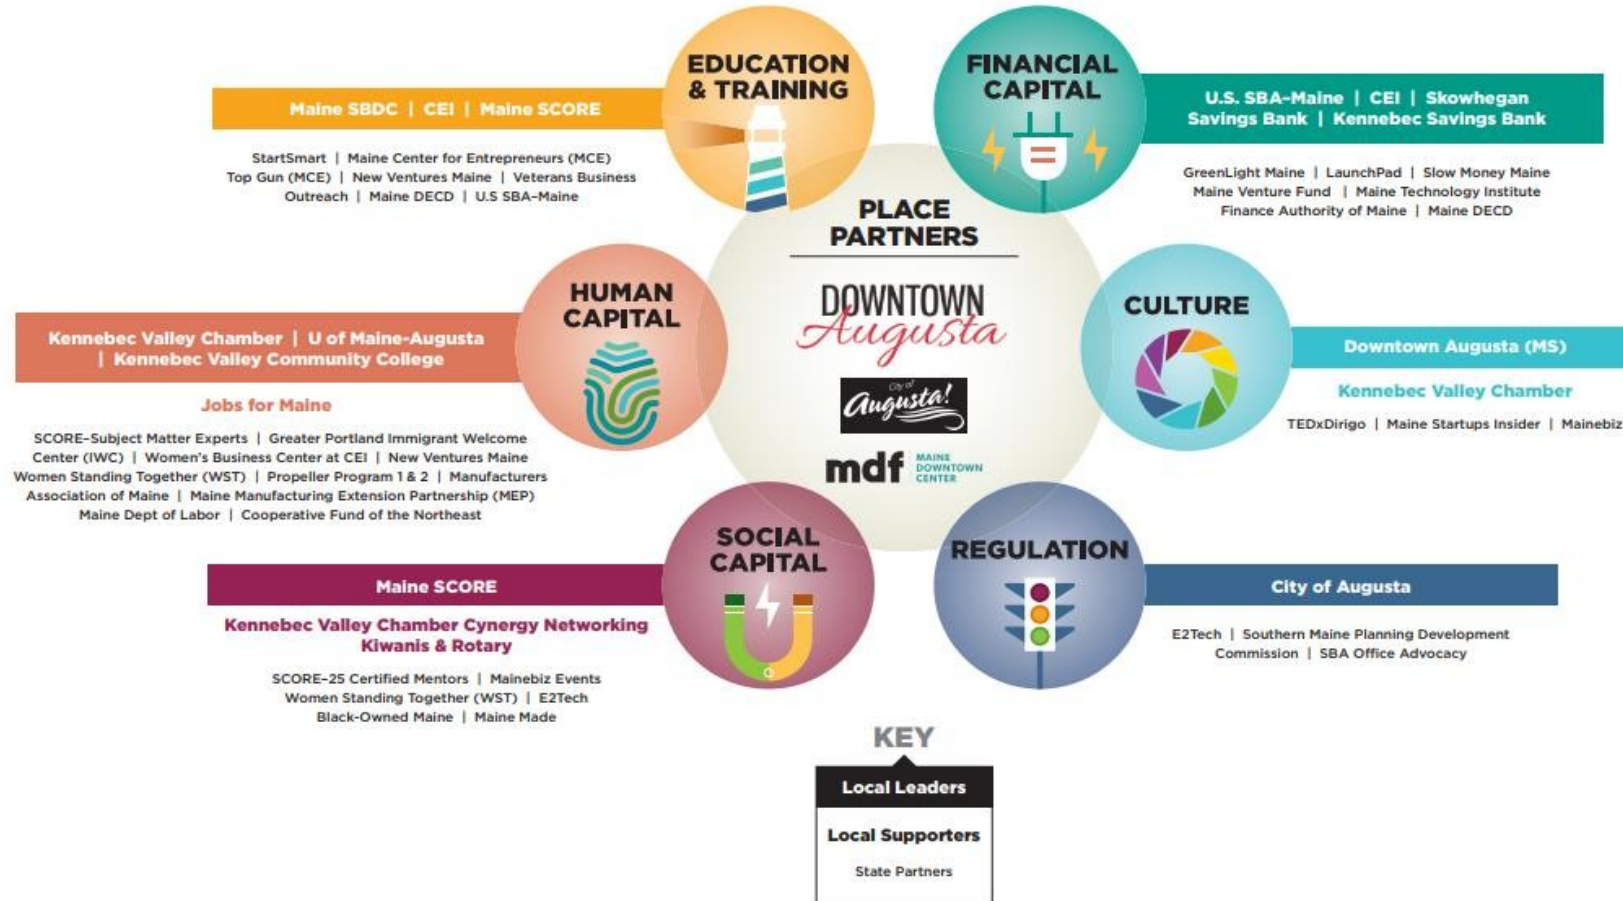 EDUCATION
& TRAINING
Maine SBDC | CEI | Maine SCORE
StartSmart | Maine Center for Entrepreneurs (MCE)
Top Gun (MCE) | New Ventures Maine | Veterans Business
Outreach | Maine DECD | U.S SBA–Maine
FINANCIAL
CAPITAL
U.S. SBA–Maine | CEI | Skowhegan
Savings Bank | Kennebec Savings Bank
GreenLight Maine | LaunchPad | Slow Money Maine
Maine Venture Fund | Maine Technology Institute
Finance Authority of Maine | Maine DECD
PLACE
PARTNERS
DOWNTOWN
Augusta
City of
Augusta!
mdf MAINE
DOWNTOWN
CENTER
HUMAN
CAPITAL
Kennebec Valley Chamber | U of Maine-Augusta
| Kennebec Valley Community College
Jobs for Maine
SCORE–Subject Matter Experts | Greater Portland Immigrant Welcome
Center (IWC) | Women's Business Center at CEI | New Ventures Maine
Women Standing Together (WST) | Propeller Program 1 & 2 | Manufacturers
Association of Maine | Maine Manufacturing Extension Partnership (MEP)
Maine Dept of Labor | Cooperative Fund of the Northeast
CULTURE
Downtown Augusta (MS)
Kennebec Valley Chamber
TEDxDirigo | Maine Startups Insider | Mainebiz
SOCIAL
CAPITAL
Maine SCORE
Kennebec Valley Chamber Cynergy Networking
Kiwanis & Rotary
SCORE–25 Certified Mentors | Mainebiz Events
Women Standing Together (WST) | E2Tech
Black-Owned Maine | Maine Made
REGULATION
City of Augusta
E2Tech | Southern Maine Planning Development
Commission | SBA Office Advocacy
KEY
Local Leaders
Local Supporters
State Partners